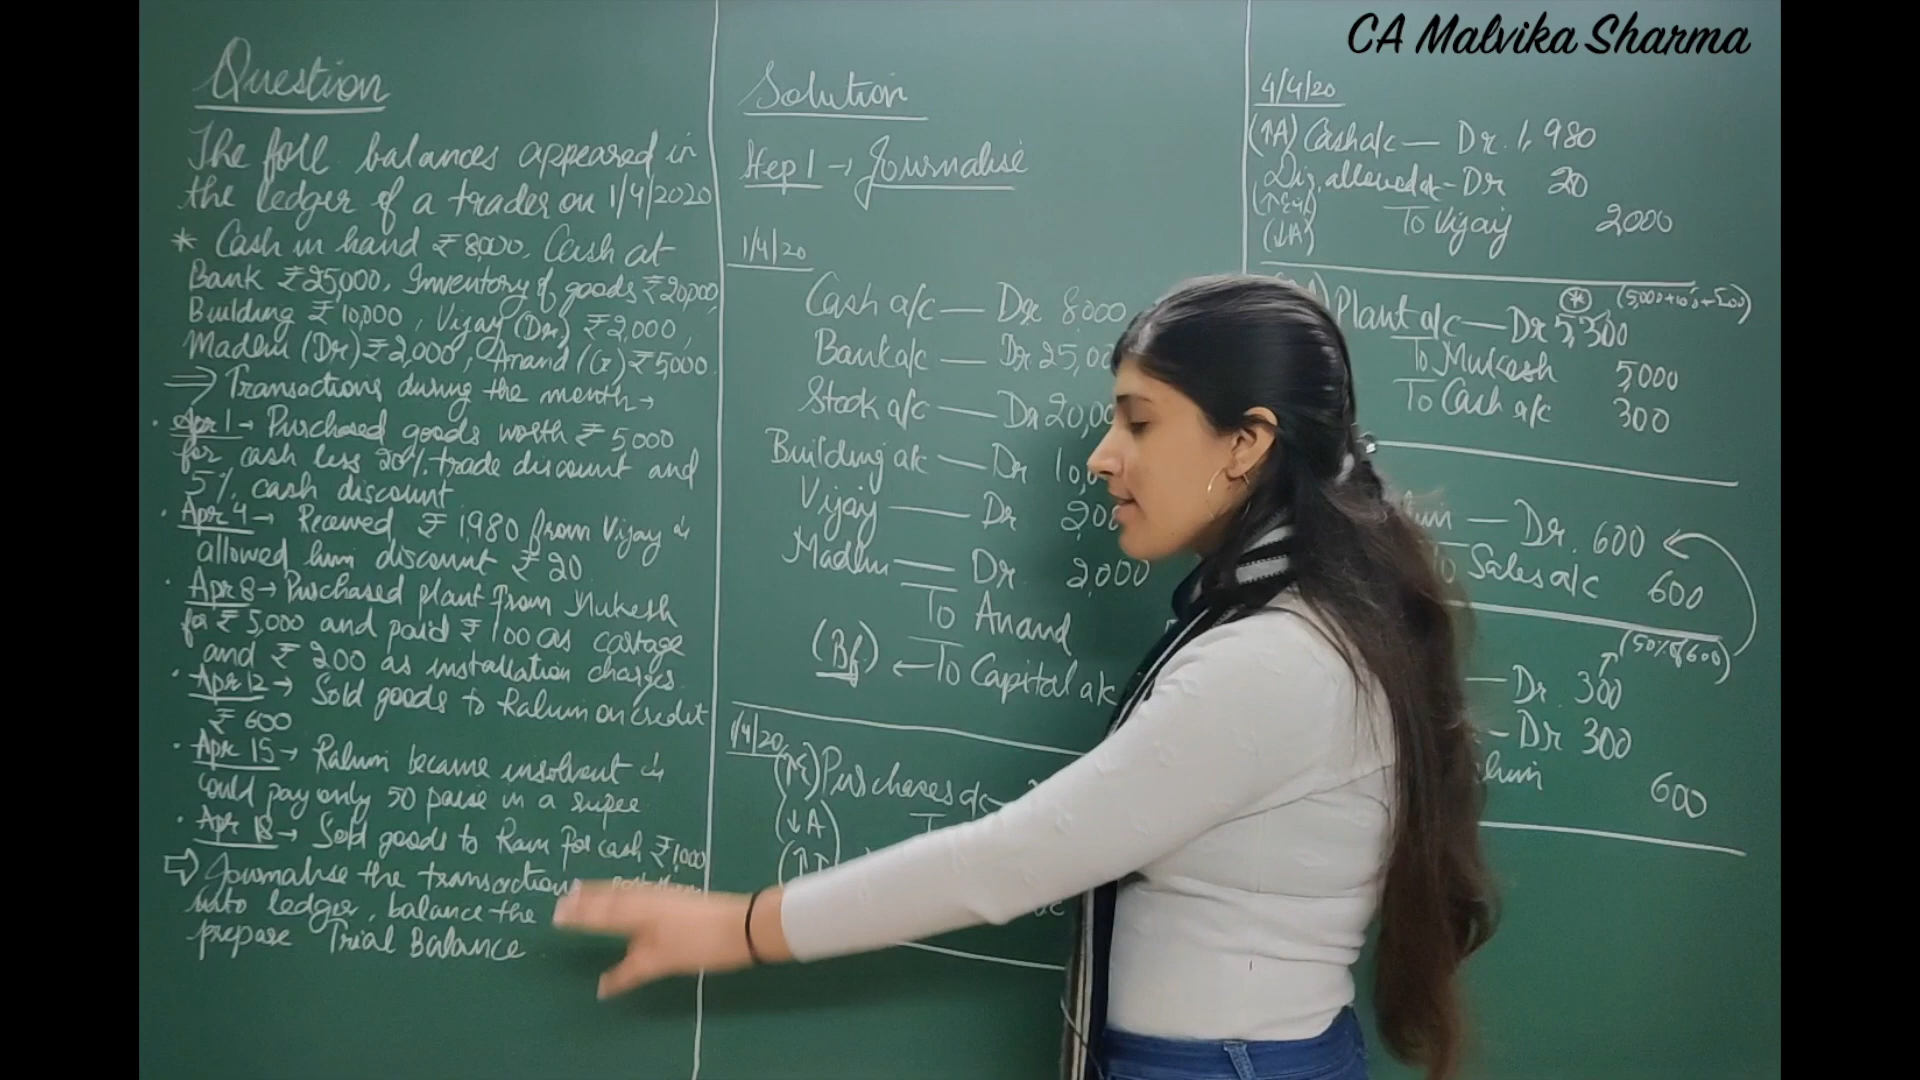 CA Malvika Sharma
Question
The foll. balances appeared in
the ledger of a trader on 1/4/2020
* Cash in hand ₹ 8,000, Cash at
Bank ₹ 25,000, Inventory of goods ₹ 20,000,
Building ₹ 10,000, Vijay (Dr) ₹ 2,000,
Madhu (Dr) ₹ 2,000, Anand (Cr) ₹ 5000.
⇒ Transactions during the month →
· Apr 1 → Purchased goods worth ₹ 5000
for cash less 20% trade discount and
5% cash discount
· Apr 4 → Received ₹ 1,980 from Vijay &
allowed him discount ₹ 20
· Apr 8 → Purchased plant from Mukesh
for ₹ 5,000 and paid ₹ 100 as cartage
and ₹ 200 as installation charges.
· Apr 12 → Sold goods to Rahim on credit
₹ 600
· Apr 15 → Rahim became insolvent &
could pay only 50 paise in a rupee
· Apr 18 → Sold goods to Ram for cash ₹ 1000
⇨ Journalise the transactions, post them
into ledger, balance the
prepare Trial Balance
Solution
Step 1 → Journalise
1/4/20
Cash a/c — Dr 8000
Bank a/c — Dr 25,00
Stock a/c — Dr 20,00
Building a/c — Dr 10,0
Vijay — Dr 2,00
Madhu — Dr 2,000
To Anand
(Bf) ← To Capital a/c
1/4/20
(↑E) Purchases a/c
(↓A)
4/4/20
(↑A) Cash a/c — Dr. 1,980
Dis. allowed a/c - Dr 20
(↑Exp)
To Vijay 2000
(↓A)
Plant a/c — Dr 5,300 * (5,000+100+200)
To Mukesh 5,000
To Cash a/c 300
— Dr. 600
To Sales a/c 600
(50% of 600)
— Dr. 300
— Dr 300
600